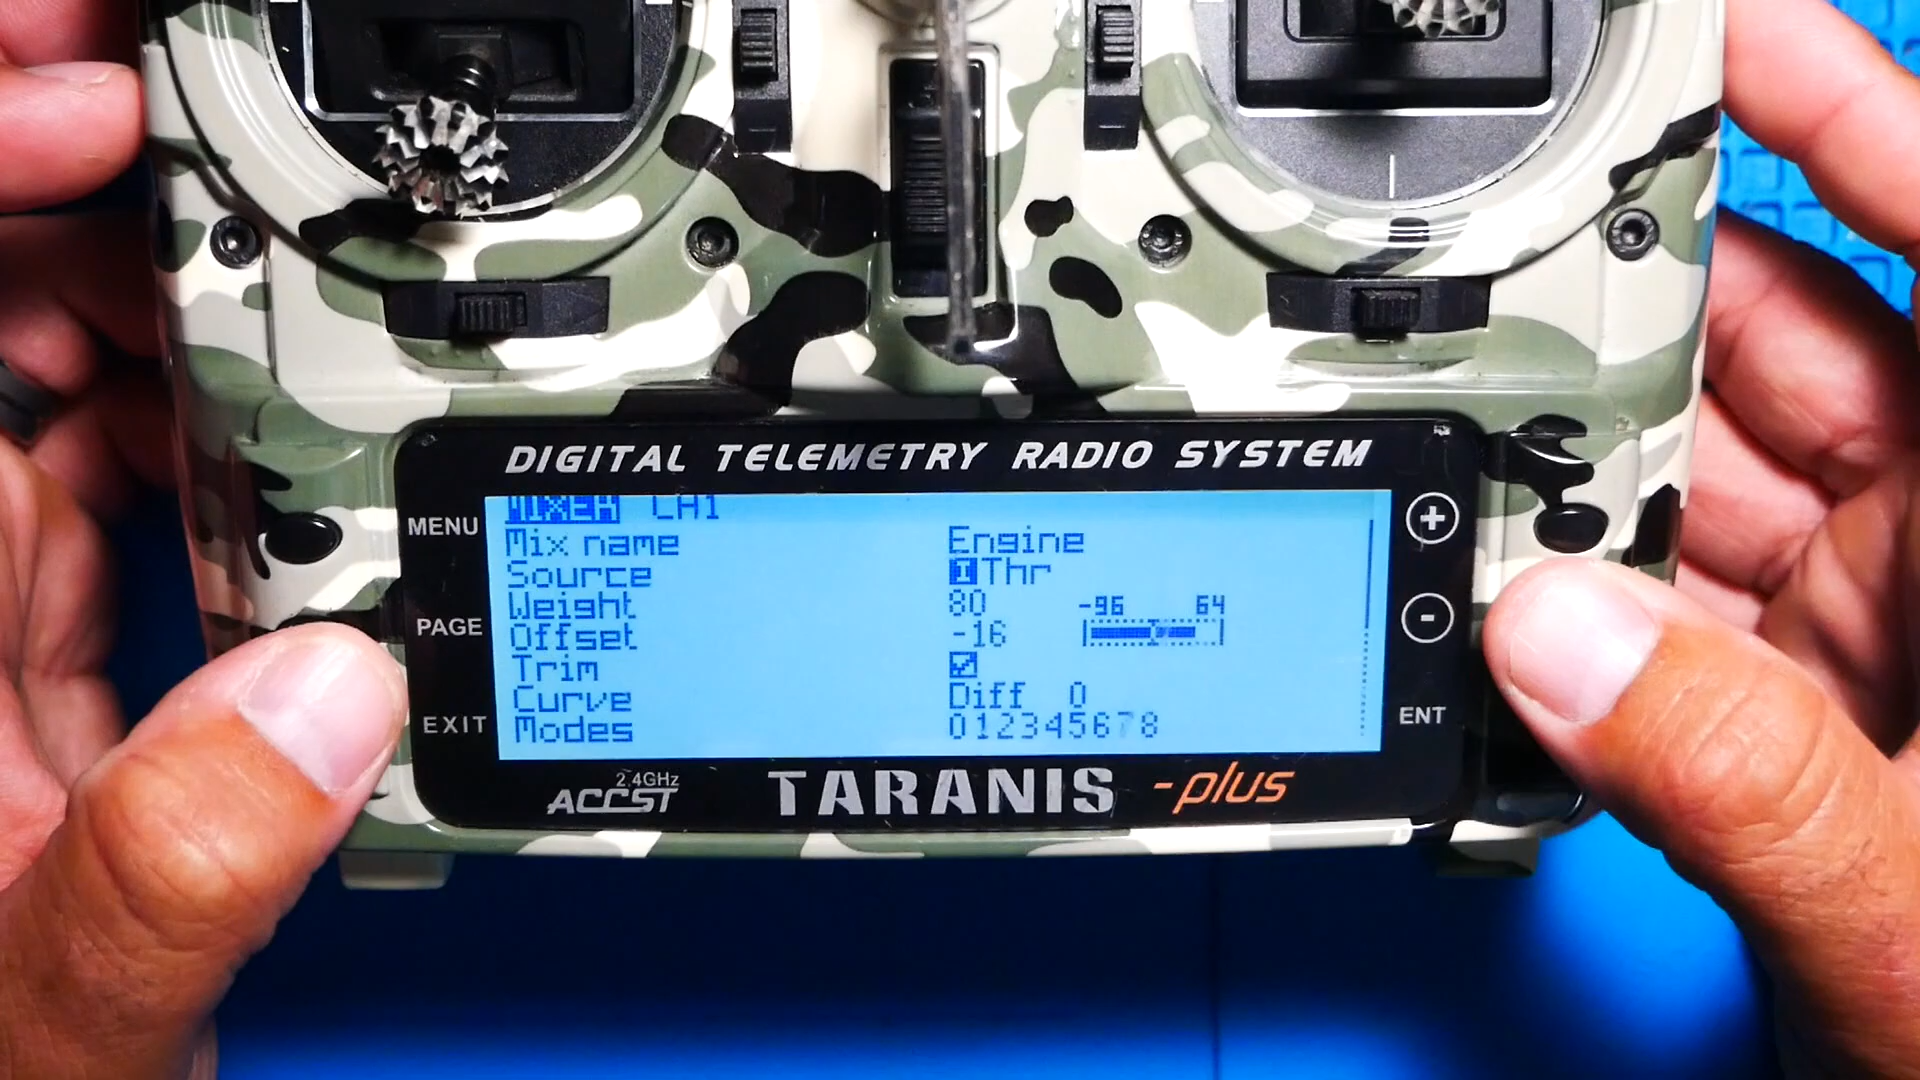 DIGITAL TELEMETRY RADIO SYSTEM
MENU
PAGE
EXIT
MIXER CH1
Mix name Engine
Source IThr
Weight 80 -96 64
Offset -16
Trim
Curve Diff 0
Modes 012345678
+
-
ENT
2.4GHz
ACCST
TARANIS -plus